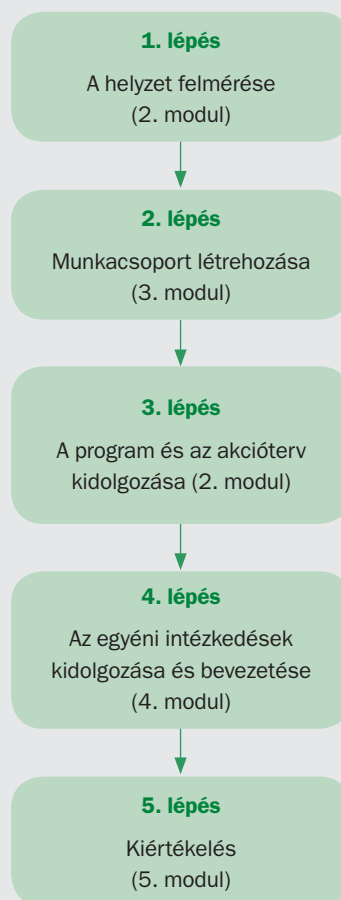 1. lépés
A helyzet felmérése
(2. modul)
2. lépés
Munkacsoport létrehozása
(3. modul)
3. lépés
A program és az akcióterv
kidolgozása (2. modul)
4. lépés
Az egyéni intézkedések
kidolgozása és bevezetése
(4. modul)
5. lépés
Kiértékelés
(5. modul)